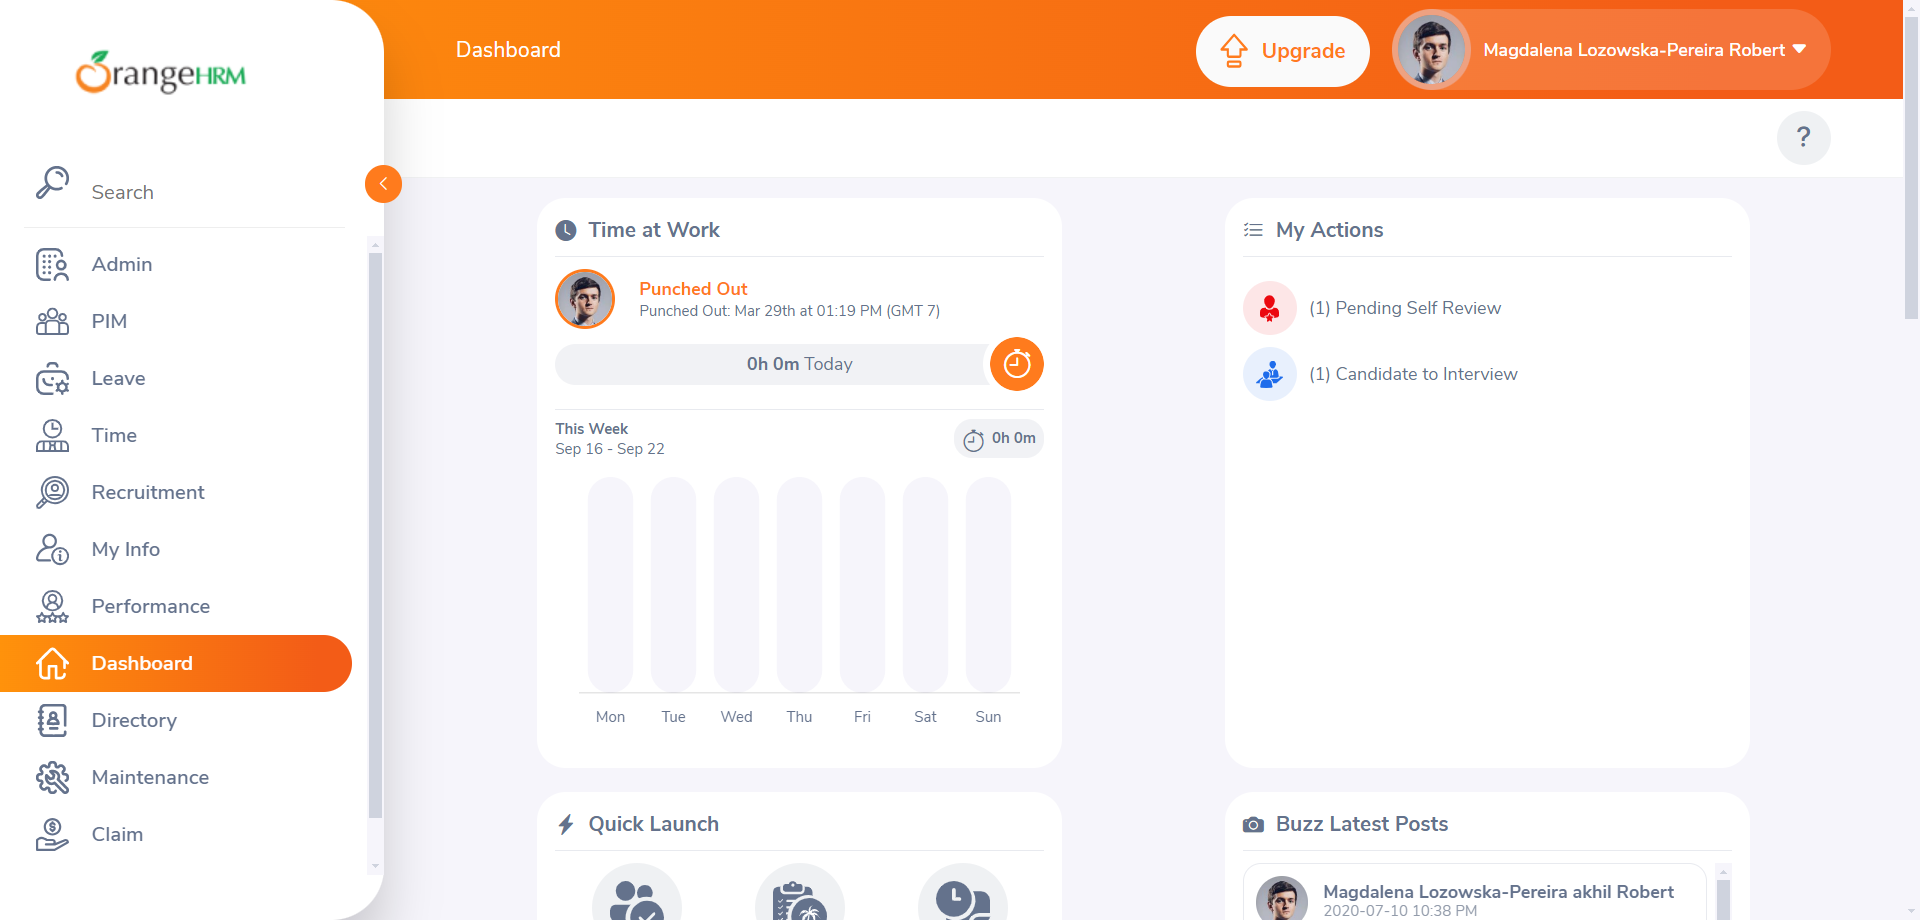 OrangeHRM
Dashboard
Upgrade
Magdalena Lozowska-Pereira Robert
?
Search
Admin
PIM
Leave
Time
Recruitment
My Info
Performance
Dashboard
Directory
Maintenance
Claim
Time at Work
Punched Out
Punched Out: Mar 29th at 01:19 PM (GMT 7)
0h 0m Today
This Week
Sep 16 - Sep 22
0h 0m
Mon Tue Wed Thu Fri Sat Sun
My Actions
(1) Pending Self Review
(1) Candidate to Interview
Quick Launch
Buzz Latest Posts
Magdalena Lozowska-Pereira akhil Robert
2020-07-10 10:38 PM